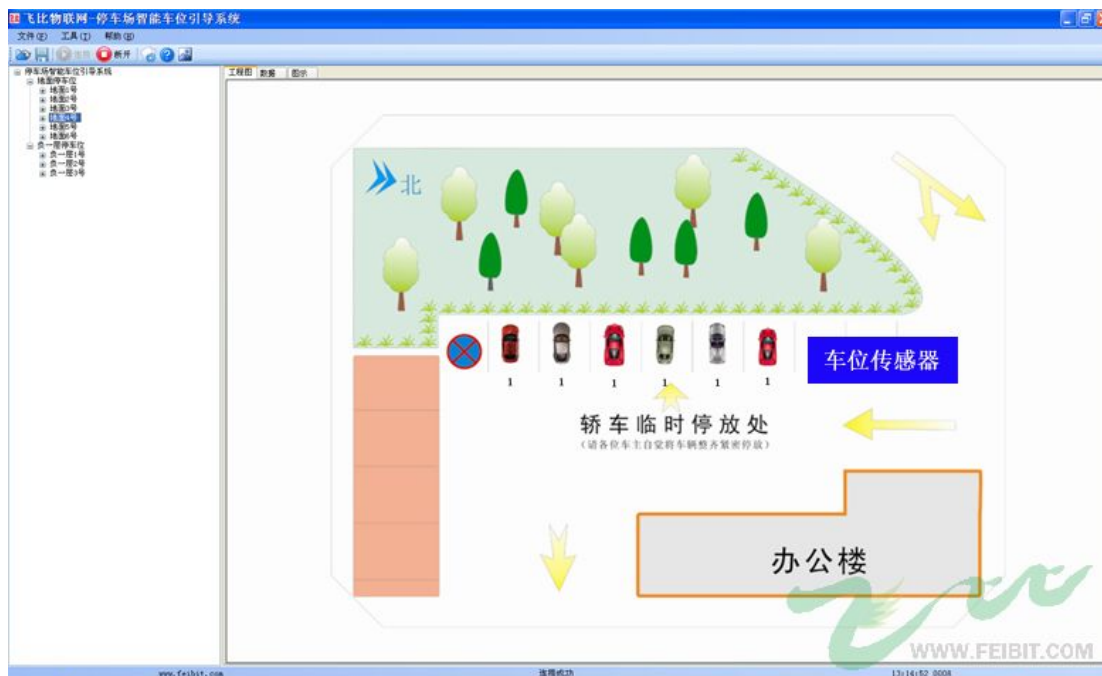 飞比物联网-停车场智能车位引导系统
文件(F) 工具(T) 帮助(H)
断开
停车场智能车位引导系统
地面停车位
地面1号
地面2号
地面3号
地面4号
地面5号
地面6号
负一层停车位
负一层1号
负一层2号
负一层3号
工程图 数据 图示
北
1 1 1 1 1 1
车位传感器
轿车临时停放处
(请各位车主自觉将车辆整齐紧密停放)
办公楼
WWW.FEIBIT.COM
www.feibit.com 连接成功